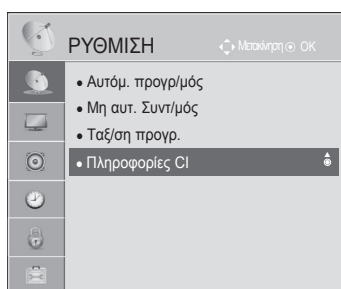 ΡΥΘΜΙΣΗ Μετακίνηση OK
• Αυτόμ. προγρ/μός
• Μη αυτ. Συντ/μός
• Ταξ/ση προγρ.
• Πληροφορίες CI